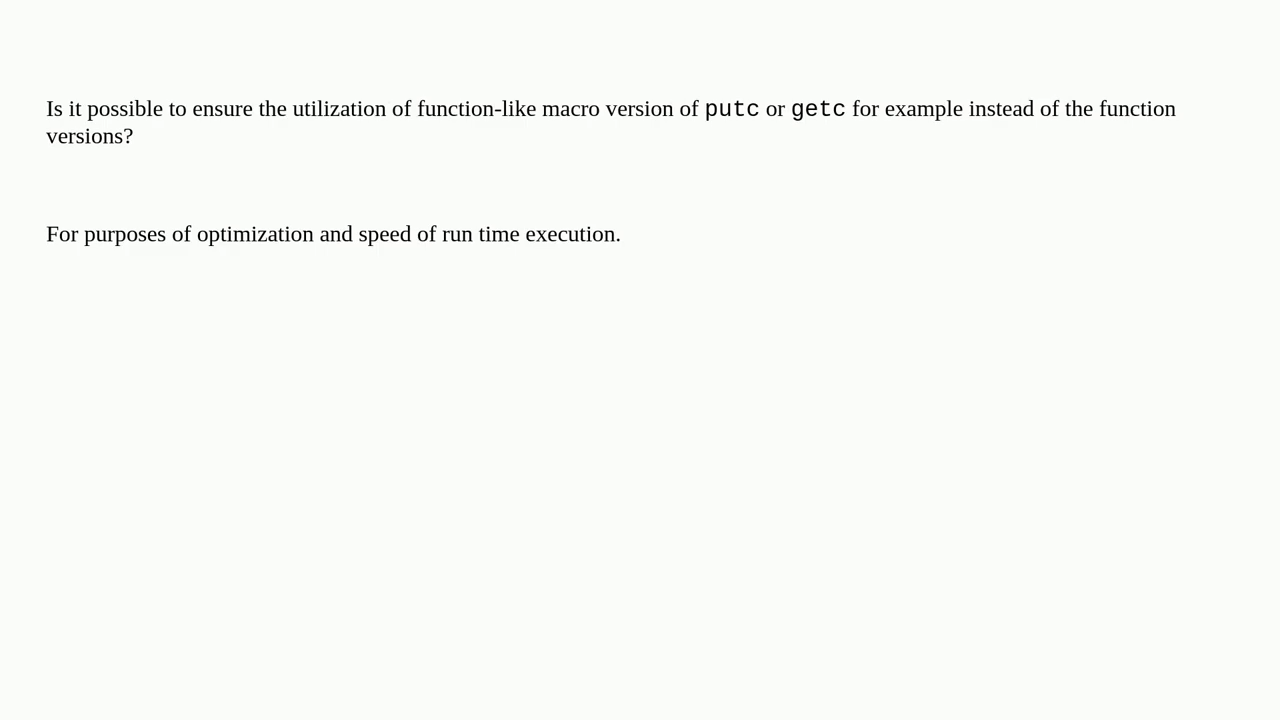 Is it possible to ensure the utilization of function-like macro version of putc or getc for example instead of the function
versions?
For purposes of optimization and speed of run time execution.